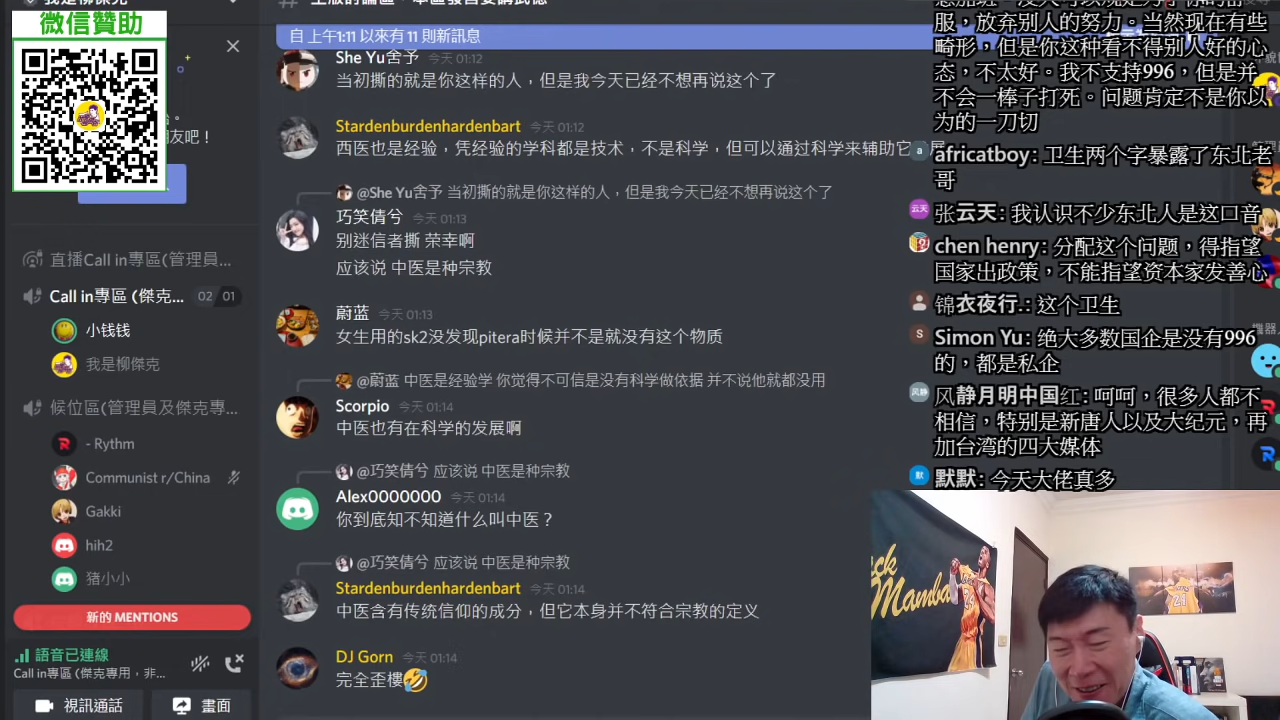 微信贊助
友吧！
直播Call in專區(管理員...
Call in專區 (傑克... 02 01
小钱钱
我是柳傑克
候位區(管理員及傑克專...
- Rythm
Communist r/China
Gakki
hih2
猪小小
新的 MENTIONS
語音已連線
Call in專區 (傑克專用，非...
視訊通話
畫面
自 上午1:11 以來有 11 則新訊息
She Yu舍予 今天 01:12
当初撕的就是你这样的人，但是我今天已经不想再说这个了
Stardenburdenhardenbart 今天 01:12
西医也是经验，凭经验的学科都是技术，不是科学，但可以通过科学来辅助它
@She Yu舍予 当初撕的就是你这样的人，但是我今天已经不想再说这个了
巧笑倩兮 今天 01:13
别迷信者撕 荣幸啊
应该说 中医是种宗教
蔚蓝 今天 01:13
女生用的sk2没发现pitera时候并不是就没有这个物质
@蔚蓝 中医是经验学 你觉得不可信是没有科学做依据 并不说他就都没用
Scorpio 今天 01:14
中医也有在科学的发展啊
@巧笑倩兮 应该说 中医是种宗教
Alex0000000 今天 01:14
你到底知不知道什么叫中医？
@巧笑倩兮 应该说 中医是种宗教
Stardenburdenhardenbart 今天 01:14
中医含有传统信仰的成分，但它本身并不符合宗教的定义
DJ Gorn 今天 01:14
完全歪樓🤣
服，放弃别人的努力。当然现在有些
畸形，但是你这种看不得别人好的心
态，不太好。我不支持996，但是并
不会一棒子打死。问题肯定不是你以
为的一刀切
africatboy: 卫生两个字暴露了东北老
哥
张云天: 我认识不少东北人是这口音
chen henry: 分配这个问题，得指望
国家出政策，不能指望资本家发善心
锦衣夜行.: 这个卫生
Simon Yu: 绝大多数国企是没有996
的，都是私企
风静月明中国红: 呵呵，很多人都不
相信，特别是新唐人以及大纪元，再
加台湾的四大媒体
默默: 今天大佬真多
Mamba